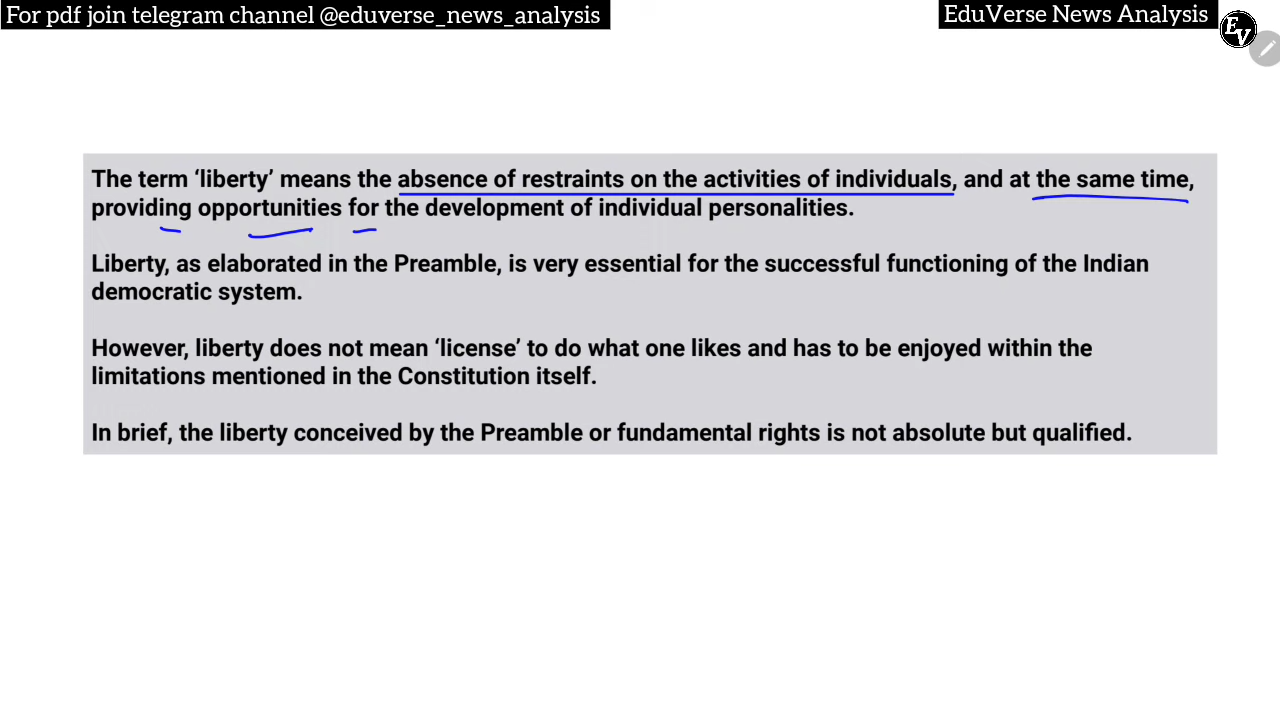 For pdf join telegram channel @eduverse_news_analysis
EduVerse News Analysis
EV
The term ‘liberty’ means the absence of restraints on the activities of individuals, and at the same time,
providing opportunities for the development of individual personalities.
Liberty, as elaborated in the Preamble, is very essential for the successful functioning of the Indian
democratic system.
However, liberty does not mean ‘license’ to do what one likes and has to be enjoyed within the
limitations mentioned in the Constitution itself.
In brief, the liberty conceived by the Preamble or fundamental rights is not absolute but qualified.